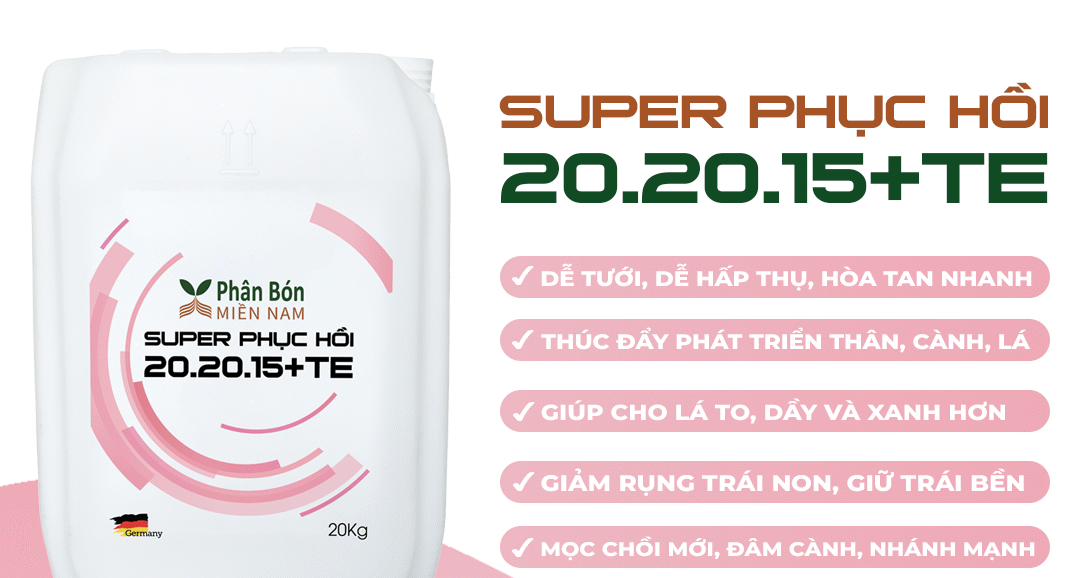 SUPER PHỤC HỒI
20.20.15+TE
✓ DỄ TƯỚI, DỄ HẤP THỤ, HÒA TAN NHANH
✓ THÚC ĐẨY PHÁT TRIỂN THÂN, CÀNH, LÁ
✓ GIÚP CHO LÁ TO, DẦY VÀ XANH HƠN
✓ GIẢM RỤNG TRÁI NON, GIỮ TRÁI BỀN
✓ MỌC CHỒI MỚI, ĐÂM CÀNH, NHÁNH MẠNH
Phân Bón
MIỀN NAM
SUPER PHỤC HỒI
20.20.15+TE
Germany
20Kg